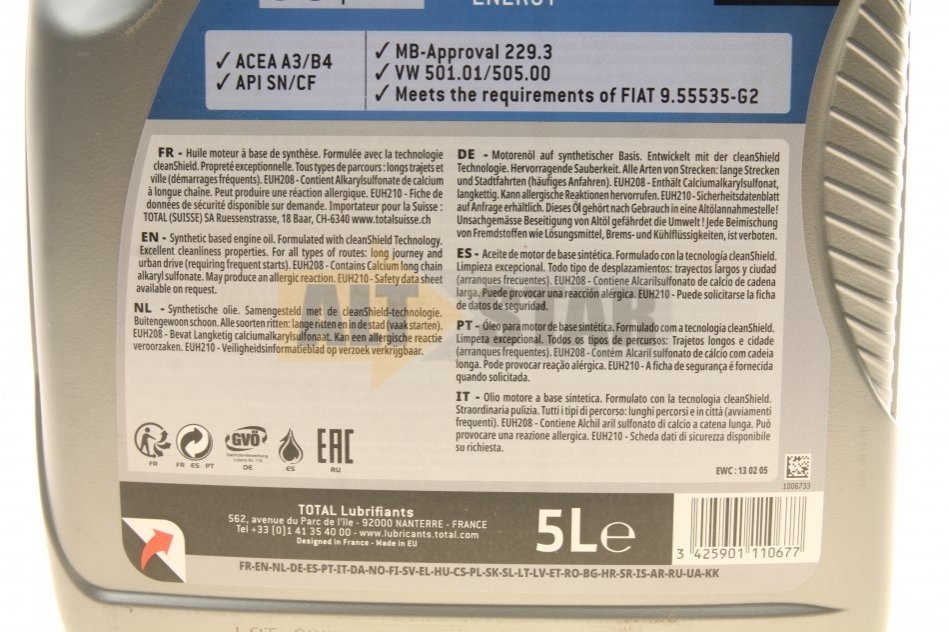 ENERGY
✓ ACEA A3/B4
✓ API SN/CF
✓ MB-Approval 229.3
✓ VW 501.01/505.00
✓ Meets the requirements of FIAT 9.55535-G2
FR - Huile moteur à base de synthèse. Formulée avec la technologie
cleanShield. Propreté exceptionnelle. Tous types de parcours : longs trajets et
ville (démarrages fréquents). EUH208 - Contient Alkarylsulfonate de calcium
à longue chaîne. Peut produire une réaction allergique. EUH210 - Fiche de
données de sécurité disponible sur demande. Importateur pour la Suisse :
TOTAL (SUISSE) SA Ruessenstrasse, 18 Baar, CH-6340 www.totalsuisse.ch
EN - Synthetic based engine oil. Formulated with cleanShield Technology.
Excellent cleanliness properties. For all types of routes: long journey and
urban drive (requiring frequent starts). EUH208 - Contains Calcium long chain
alkaryl sulfonate. May produce an allergic reaction. EUH210 - Safety data sheet
available on request.
NL - Synthetische olie. Samengesteld met de cleanShield-technologie.
Buitengewoon schoon. Alle soorten ritten: lange ritten en in de stad (vaak starten).
EUH208 - Bevat Langketig calciumalkarylsulfonaat. Kan een allergische reactie
veroorzaken. EUH210 - Veiligheidsinformatieblad op verzoek verkrijgbaar.
DE - Motorenöl auf synthetischer Basis. Entwickelt mit der cleanShield
Technologie. Hervorragende Sauberkeit. Alle Arten von Strecken: lange Strecken
und Stadtfahrten (häufiges Anfahren). EUH208 - Enthält Calciumalkarylsulfonat,
langkettig. Kann allergische Reaktionen hervorrufen. EUH210 - Sicherheitsdatenblatt
auf Anfrage erhältlich. Dieses Öl gehört nach Gebrauch in eine Altölannahmestelle!
Unsachgemässe Beseitigung von Altöl gefährdet die Umwelt ! Jede Beimischung
von Fremdstoffen wie Lösungsmittel, Brems- und Kühlflüssigkeiten, ist verboten.
ES - Aceite de motor de base sintética. Formulado con la tecnología cleanShield.
Limpieza excepcional. Todo tipo de desplazamientos: trayectos largos y ciudad
(arranques frecuentes). EUH208 - Contiene Alcarilsulfonato de calcio de cadena
larga. Puede provocar una reacción alérgica. EUH210 - Puede solicitarse la ficha
de datos de seguridad.
PT - Óleo para motor de base sintética. Formulado com a tecnologia cleanShield.
Limpeza excepcional. Todos os tipos de percursos: Trajetos longos e cidade
(arranques frequentes). EUH208 - Contém Alcaril sulfonato de cálcio com cadeia
longa. Pode provocar reação alérgica. EUH210 - A ficha de segurança é fornecida
quando solicitada.
IT - Olio motore a base sintetica. Formulato con la tecnologia cleanShield.
Straordinaria pulizia. Tutti i tipi di percorso: lunghi percorsi e in città (avviamenti
frequenti). EUH208 - Contiene Alchil aril sulfonato di calcio a catena lunga. Può
provocare una reazione allergica. EUH210 - Scheda dati di sicurezza disponibile
su richiesta.
ALT STAR
GVÖ
Gebinde-Verwertung
Lizenz Nr. 110
EAC
FR
FR ES PT
DE
ES
RU
EWC : 13 02 05
1006733
TOTAL Lubrifiants
562, avenue du Parc de l'île - 92000 NANTERRE - FRANCE
Tel +33 (0)1 41 35 40 00 - www.lubricants.total.com
Designed in France - Made in EU
5L e
3 425901 110677
FR-EN-NL-DE-ES-PT-IT-DA-NO-FI-SV-EL-HU-CS-PL-SK-SL-LT-LV-ET-RO-BG-HR-SR-IS-AR-RU-UA-KK